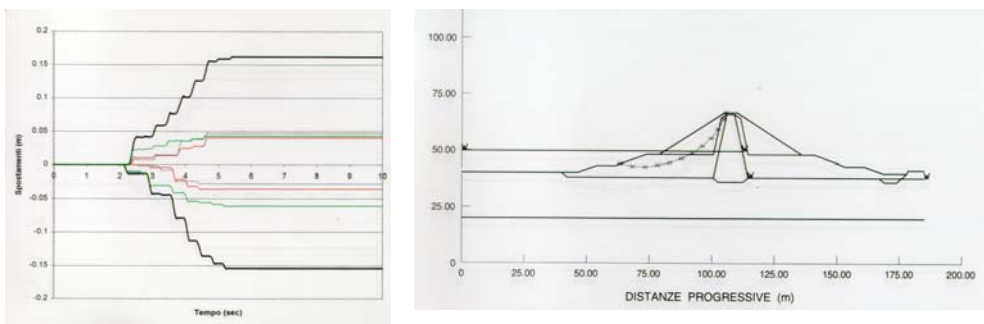 0.2
0.15
0.1
0.05
0
-0.05
-0.1
-0.15
-0.2
Spostamenti (m)
0 1 2 3 4 5 6 7 8 9 10
Tempo (sec)
100.00
75.00
50.00
25.00
0
0 25.00 50.00 75.00 100.00 125.00 150.00 175.00 200.00
DISTANZE PROGRESSIVE (m)